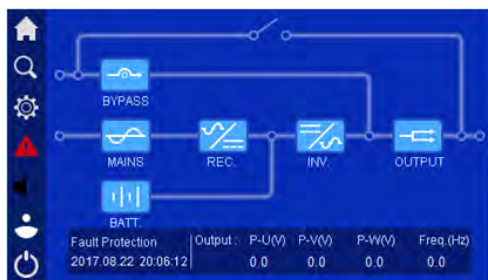 BYPASS
MAINS
REC.
INV.
OUTPUT
BATT.
Fault Protection
2017.08.22 20:06:12
Output : P-U(V) P-V(V) P-W(V) Freq.(Hz)
0.0 0.0 0.0 0.0